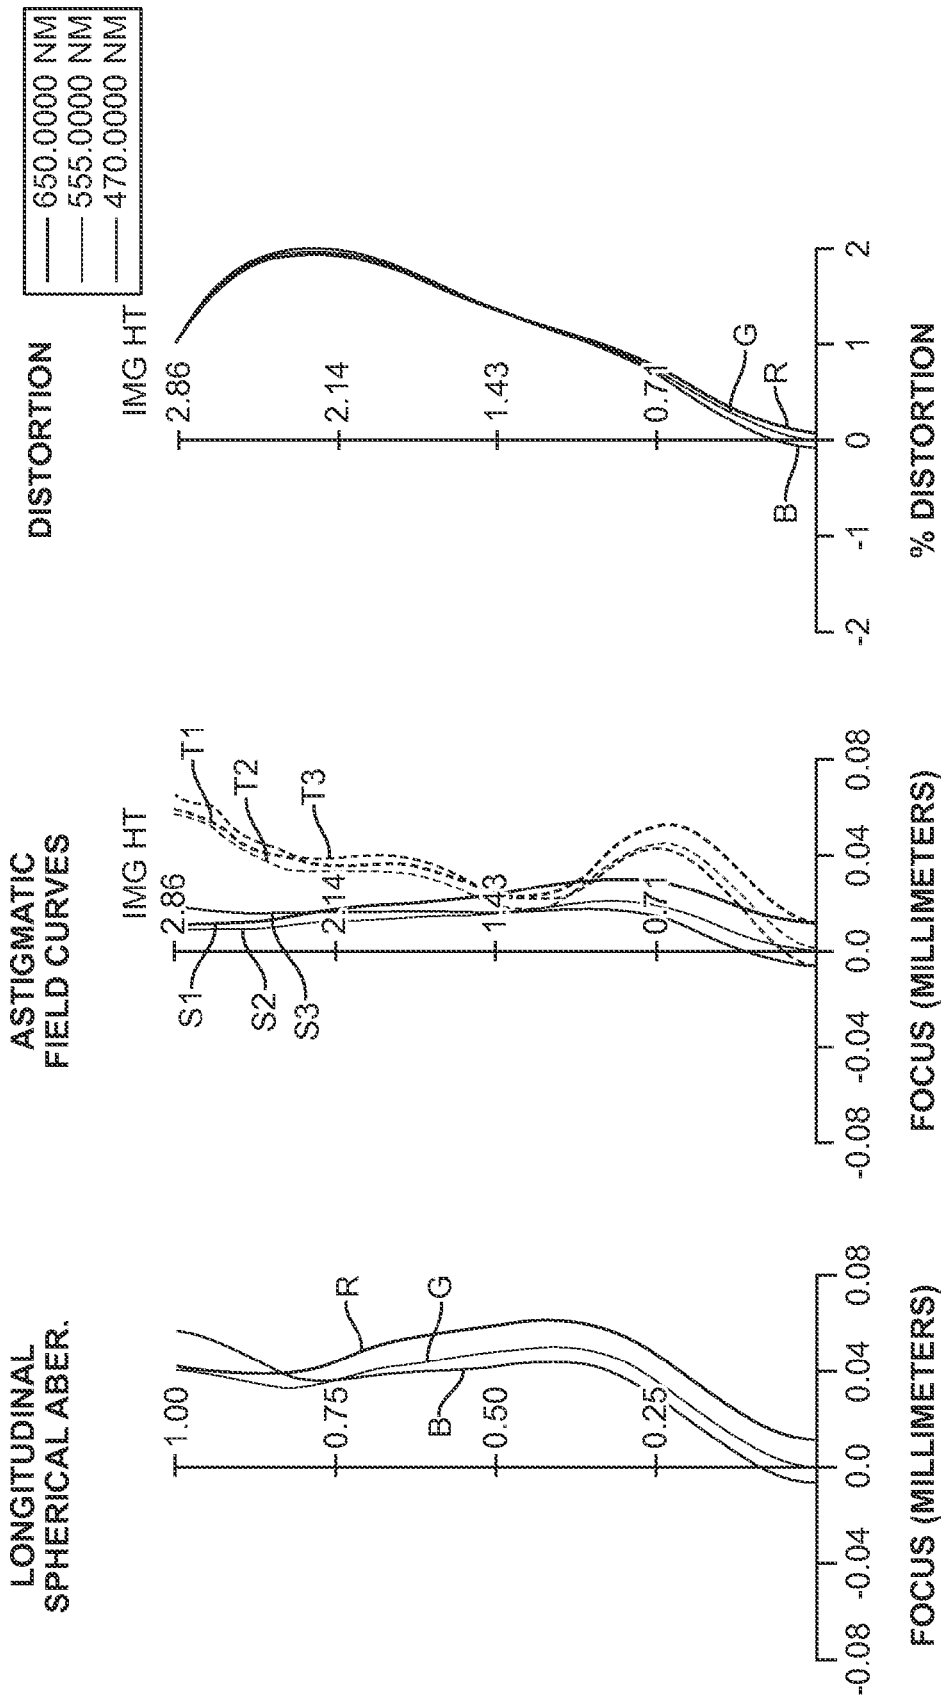 LONGITUDINAL
SPHERICAL ABER.
1.00
0.75
0.50
0.25
R
G
B
-0.08
-0.04
0.0
0.04
0.08
FOCUS (MILLIMETERS)
ASTIGMATIC
FIELD CURVES
IMG HT
2.86
2.14
1.43
0.71
S1
S2
S3
T1
T2
T3
-0.08
-0.04
0.0
0.04
0.08
FOCUS (MILLIMETERS)
DISTORTION
650.0000 NM
555.0000 NM
470.0000 NM
IMG HT
2.86
2.14
1.43
0.71
G
R
B
-2
-1
0
1
2
% DISTORTION